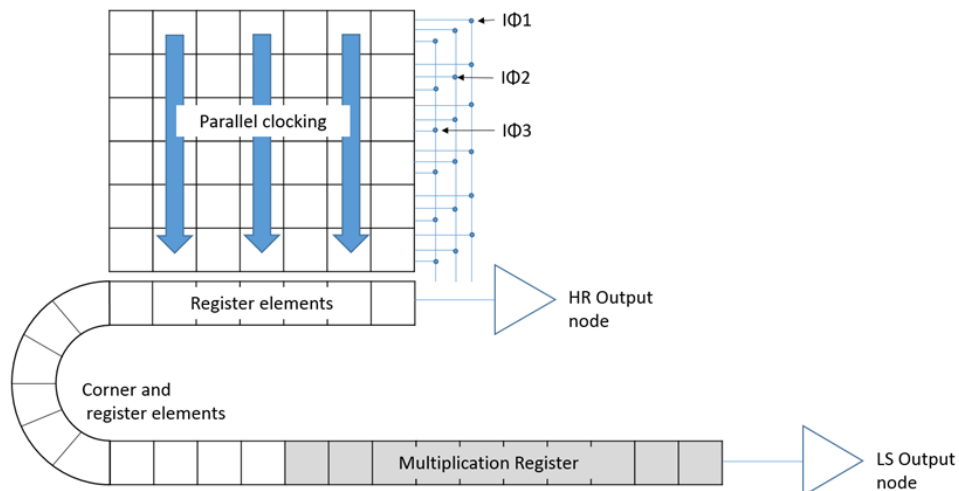 IΦ1
IΦ2
Parallel clocking
IΦ3
Register elements
HR Output
node
Corner and
register elements
Multiplication Register
LS Output
node